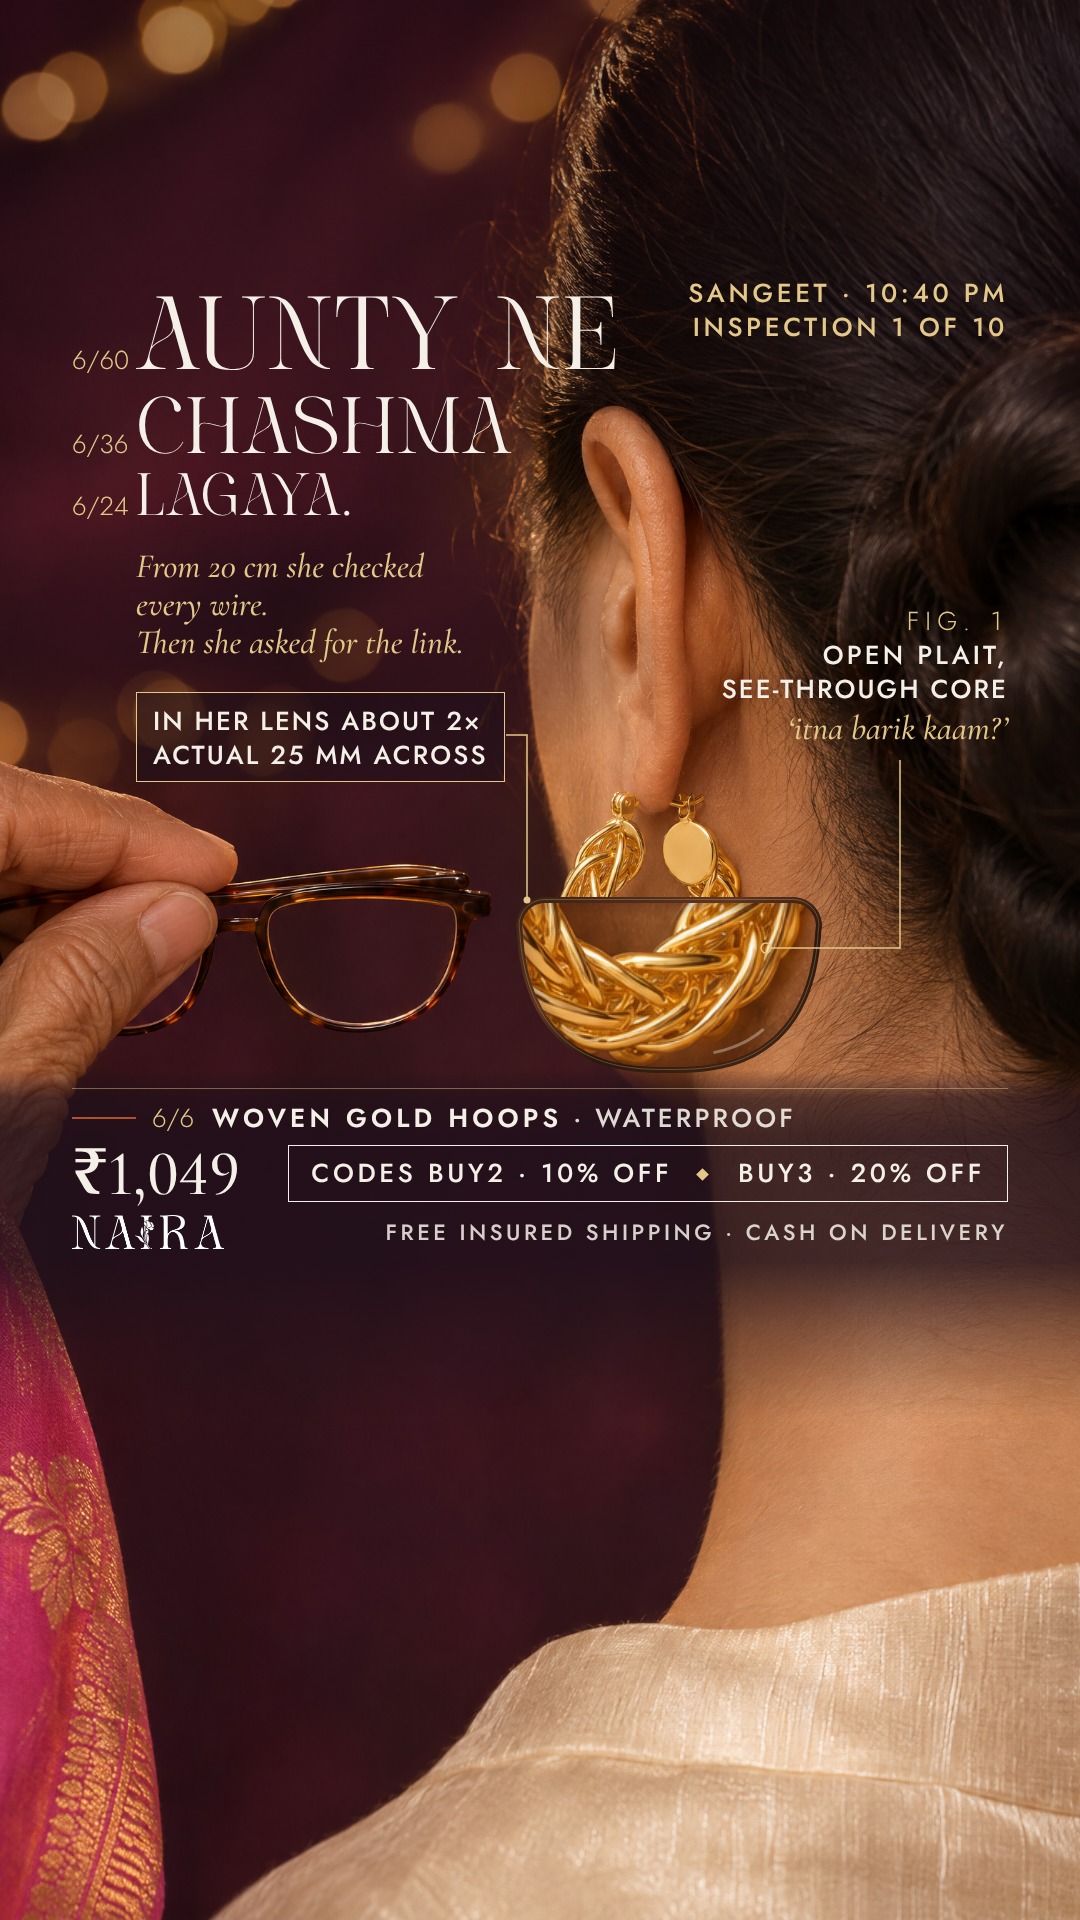 SANGEET · 10:40 PM
INSPECTION 1 OF 10
6/60 AUNTY NE
6/36 CHASHMA
6/24 LAGAYA.
From 20 cm she checked
every wire.
Then she asked for the link.
FIG. 1
OPEN PLAIT,
SEE-THROUGH CORE
‘itna barik kaam?’
IN HER LENS ABOUT 2×
ACTUAL 25 MM ACROSS
6/6 WOVEN GOLD HOOPS · WATERPROOF
₹1,049
CODES BUY2 · 10% OFF ◆ BUY3 · 20% OFF
NAIRA
FREE INSURED SHIPPING · CASH ON DELIVERY